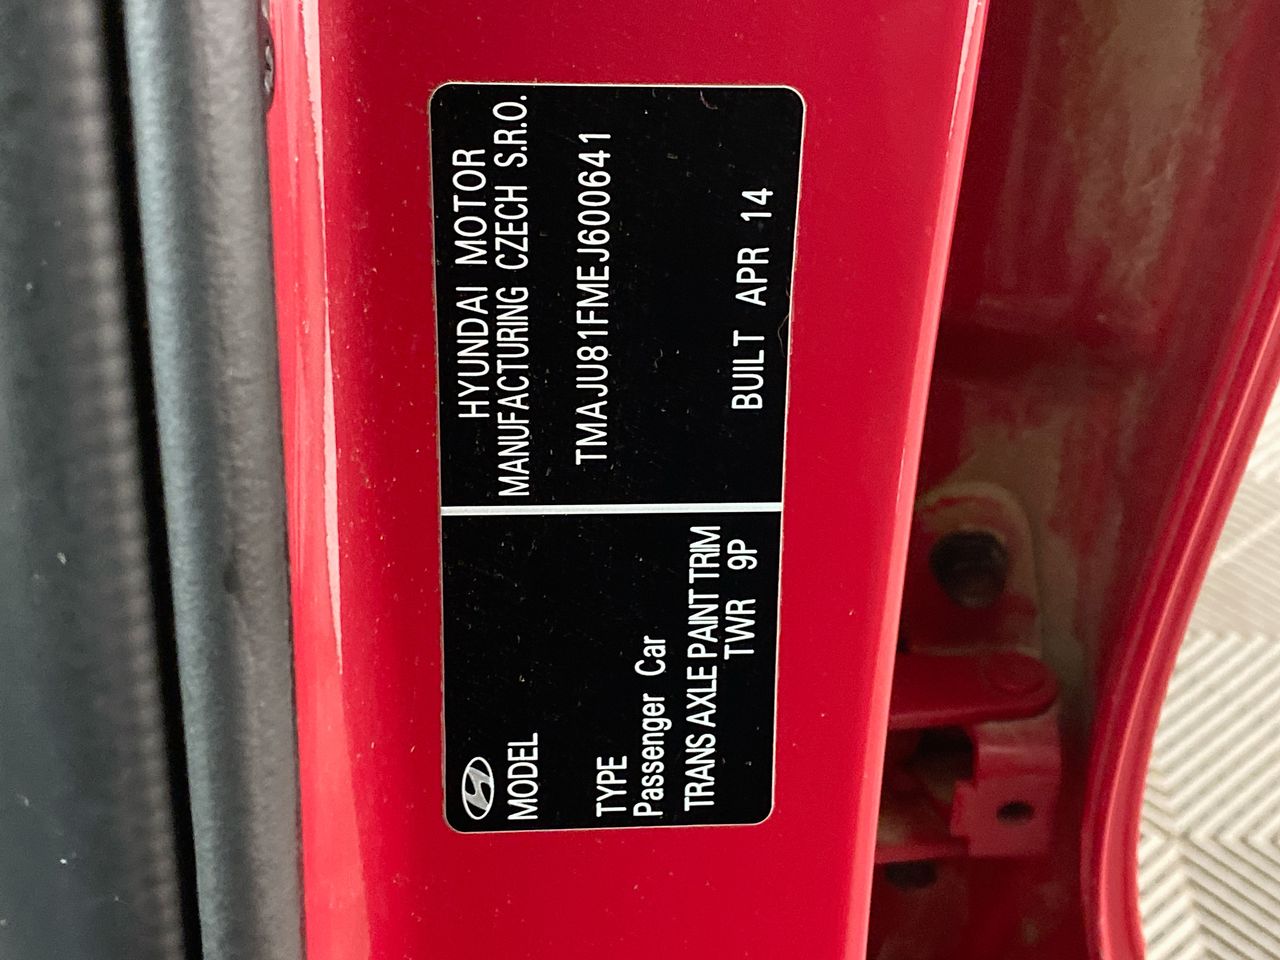 HYUNDAI MOTOR
MANUFACTURING CZECH S.R.O.
MODEL
TMAJU81FMEJ600641
TYPE
Passenger Car
TRANS AXLE PAINT TRIM
TWR 9P
BUILT APR 14